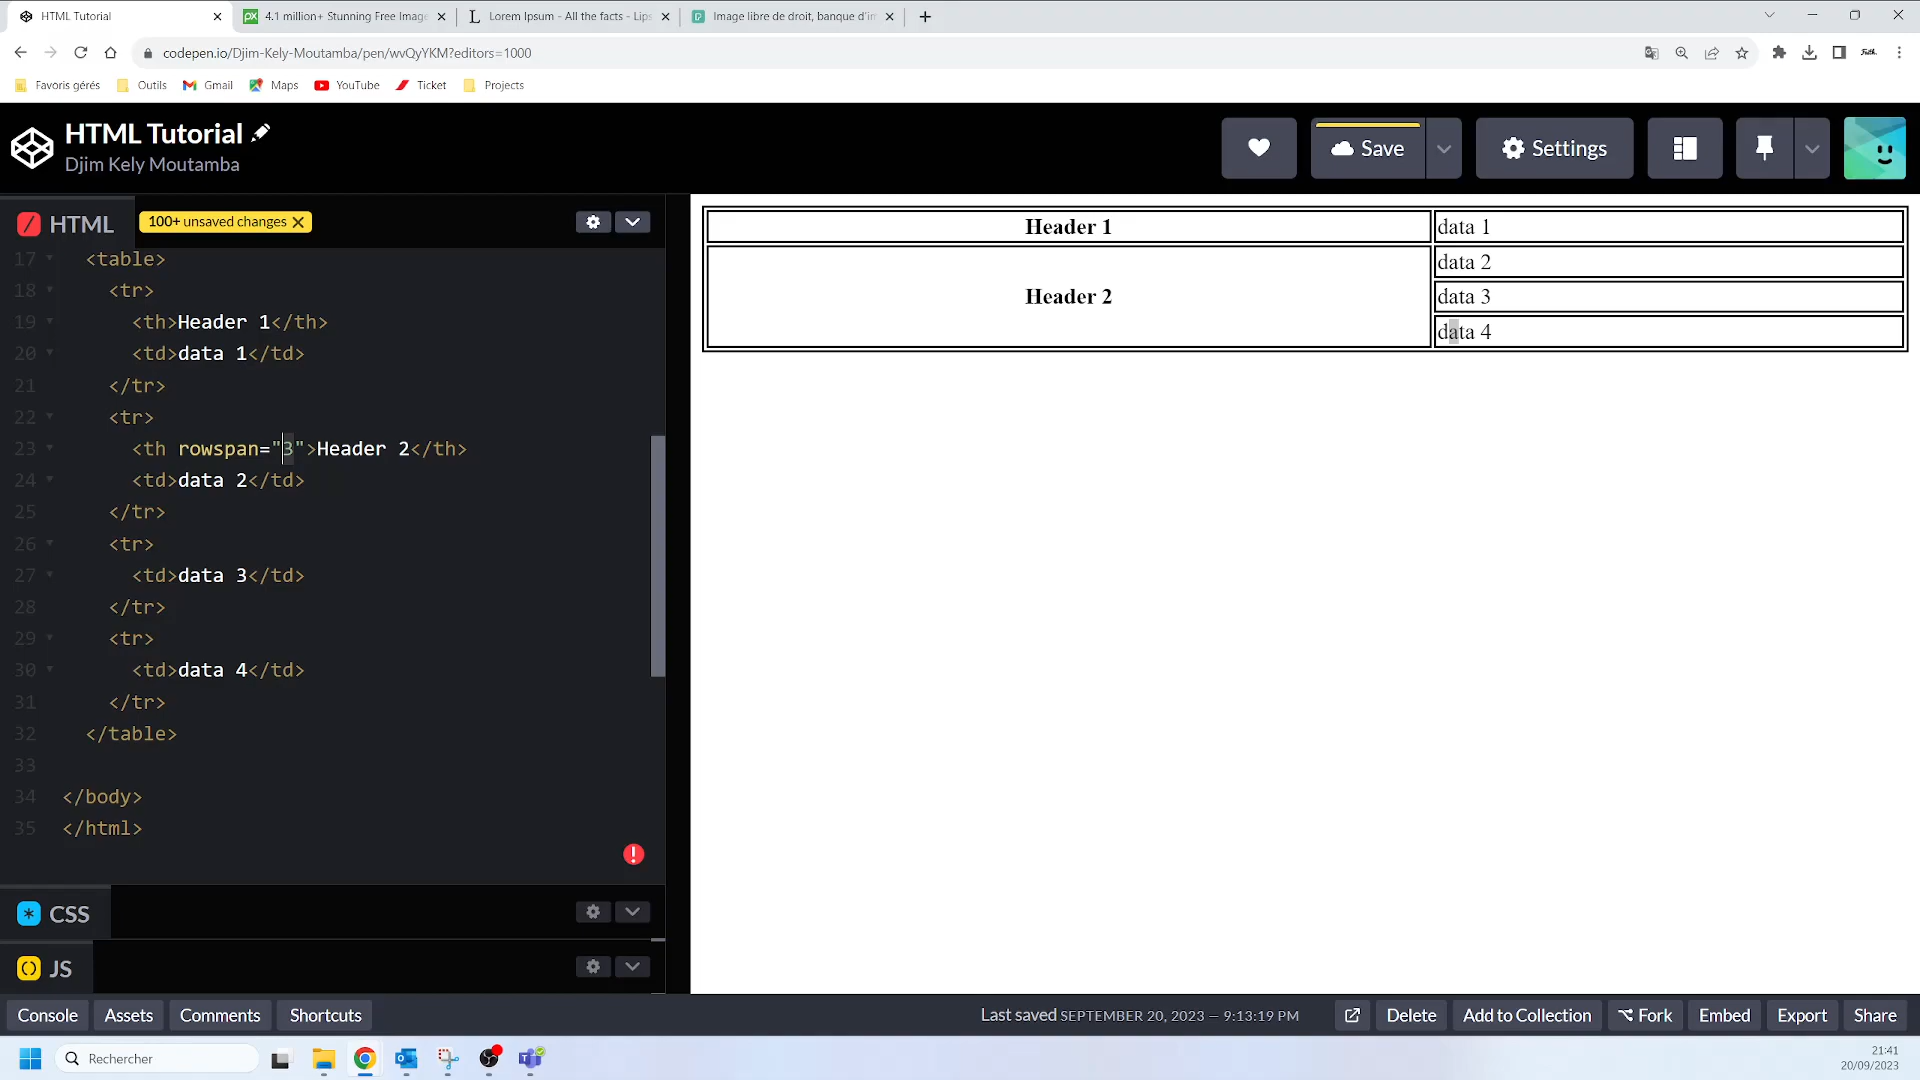 HTML Tutorial
4.1 million+ Stunning Free Image
Lorem Ipsum - All the facts - Lips
Image libre de droit, banque d'im
codepen.io/Djim-Kely-Moutamba/pen/wvQyYKM?editors=1000
Favoris gérés
Outils
Gmail
Maps
YouTube
Ticket
Projects
HTML Tutorial
Djim Kely Moutamba
Save
Settings
HTML
100+ unsaved changes
17 <table>
18 <tr>
19 <th>Header 1</th>
20 <td>data 1</td>
21 </tr>
22 <tr>
23 <th rowspan="3">Header 2</th>
24 <td>data 2</td>
25 </tr>
26 <tr>
27 <td>data 3</td>
28 </tr>
29 <tr>
30 <td>data 4</td>
31 </tr>
32 </table>
33
34 </body>
35 </html>
Header 1
data 1
Header 2
data 2
data 3
data 4
CSS
JS
Console
Assets
Comments
Shortcuts
Last saved SEPTEMBER 20, 2023 — 9:13:19 PM
Delete
Add to Collection
Fork
Embed
Export
Share
Rechercher
21:41
20/09/2023